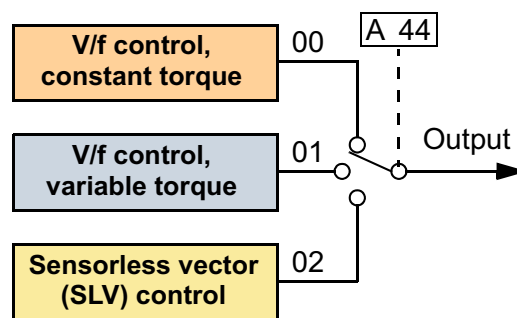 V/f control,
constant torque
00
A 44
V/f control,
variable torque
01
Output
Sensorless vector
(SLV) control
02